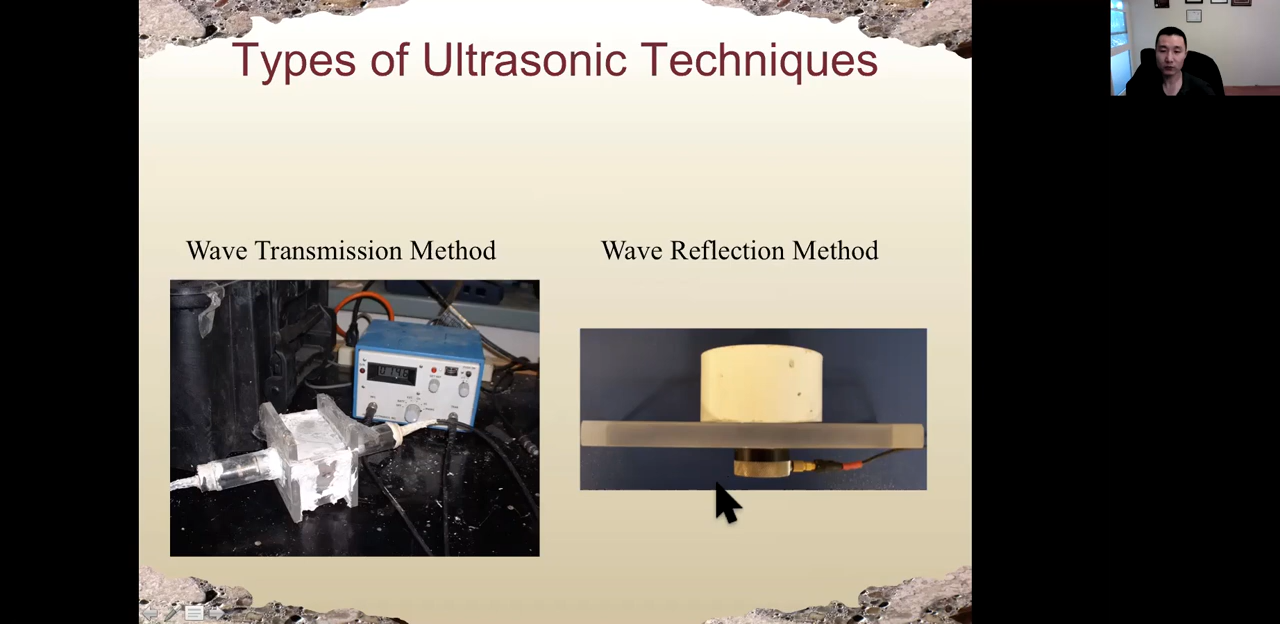 Types of Ultrasonic Techniques
Wave Transmission Method
Wave Reflection Method